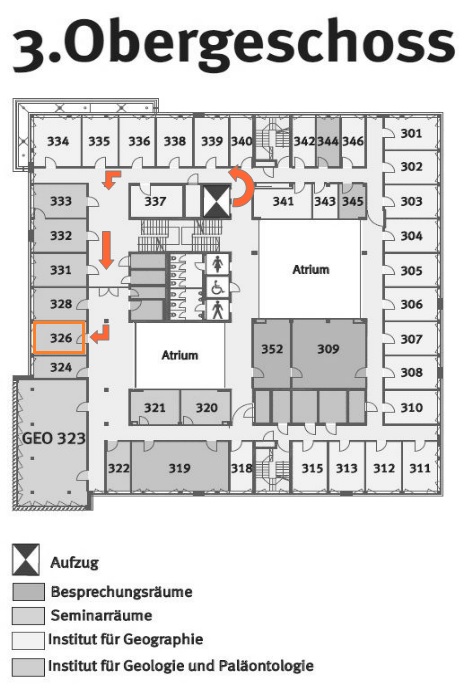 3.Obergeschoss
334 335 336 338 339 340 342 344 346 301
302
333 337 341 343 345 303
332 304
331 Atrium 305
328 306
326 Atrium 352 309 307
324 308
321 320 310
GEO 323
322 319 318 315 313 312 311
Aufzug
Besprechungsräume
Seminarräume
Institut für Geographie
Institut für Geologie und Paläontologie